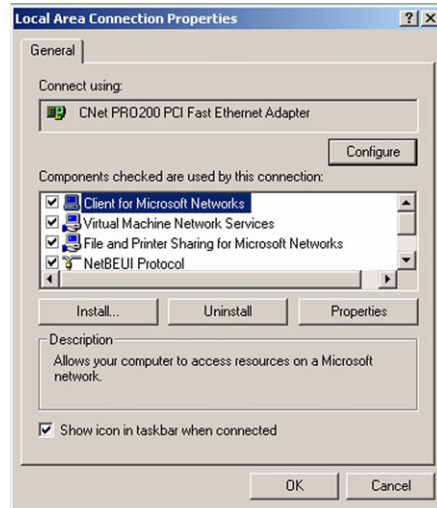 Local Area Connection Properties
General
Connect using:
CNet PRO200 PCI Fast Ethernet Adapter
Configure
Components checked are used by this connection:
Client for Microsoft Networks
Virtual Machine Network Services
File and Printer Sharing for Microsoft Networks
NetBEUI Protocol
Install... Uninstall Properties
Description
Allows your computer to access resources on a Microsoft
network.
Show icon in taskbar when connected
OK Cancel